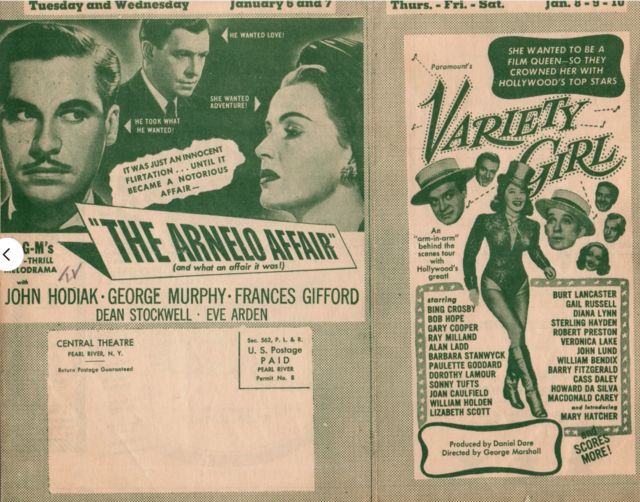 Tuesday and Wednesday January 6 and 7
HE WANTED LOVE!
SHE WANTED
ADVENTURE!
HE TOOK WHAT
HE WANTED!
IT WAS JUST AN INNOCENT
FLIRTATION . . . UNTIL IT
BECAME A NOTORIOUS
AFFAIR—
G-M's
-THRILL
MELODRAMA
"THE ARNELO AFFAIR"
(and what an affair it was!)
with
JOHN HODIAK · GEORGE MURPHY · FRANCES GIFFORD
DEAN STOCKWELL · EVE ARDEN
CENTRAL THEATRE
PEARL RIVER, N. Y.
Return Postage Guaranteed
Sec. 562, P. L. & R.
U. S. Postage
PAID
PEARL RIVER
Permit No. 8
Thurs. - Fri. - Sat. Jan. 8 - 9 - 10
SHE WANTED TO BE A
FILM QUEEN—SO THEY
CROWNED HER WITH
HOLLYWOOD'S TOP STARS
Paramount's
VARIETY
GIRL
An
"arm-in-arm"
behind the
scenes tour
with
Hollywood's
great!
starring
BING CROSBY
BOB HOPE
GARY COOPER
RAY MILLAND
ALAN LADD
BARBARA STANWYCK
PAULETTE GODDARD
DOROTHY LAMOUR
SONNY TUFTS
JOAN CAULFIELD
WILLIAM HOLDEN
LIZABETH SCOTT
BURT LANCASTER
GAIL RUSSELL
DIANA LYNN
STERLING HAYDEN
ROBERT PRESTON
VERONICA LAKE
JOHN LUND
WILLIAM BENDIX
BARRY FITZGERALD
CASS DALEY
HOWARD DA SILVA
MACDONALD CAREY
and introducing
MARY HATCHER
and
SCORES
MORE!
Produced by Daniel Dare
Directed by George Marshall